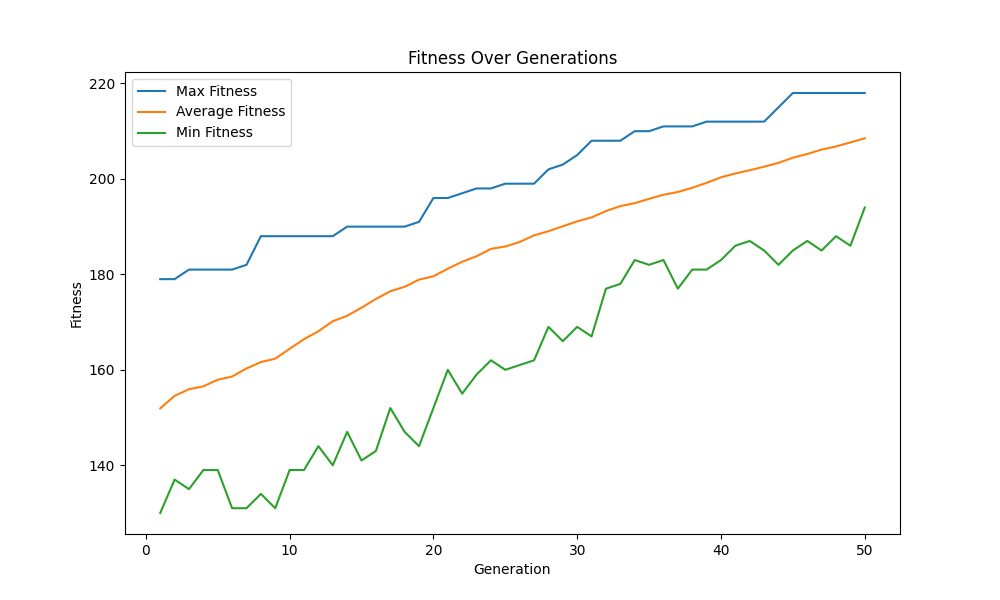 Fitness Over Generations
Max Fitness
Average Fitness
Min Fitness
Fitness
220
200
180
160
140
0
10
20
30
40
50
Generation